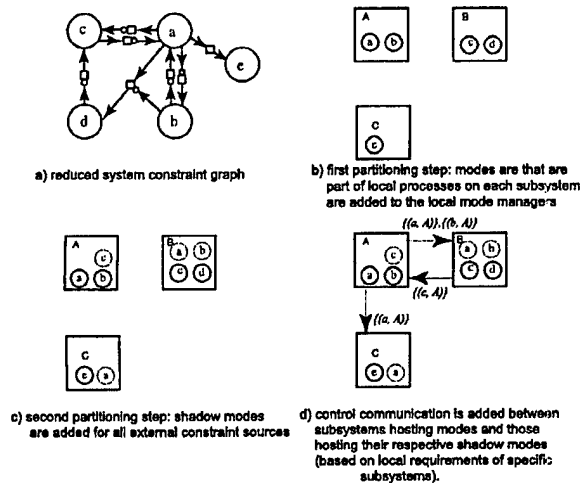 c
a
e
d
b
a) reduced system constraint graph
A
a b
B
c d
C
e
b) first partitioning step: modes are that are
part of local processes on each subsystem
are added to the local mode managers
A
c
a b
B
a b
c d
C
e a
c) second partitioning step: shadow modes
are added for all external constraint sources
{(a, A)},{(b, A)}
A
c
a b
B
a b
c d
{(c, A)}
{(a, A)}
C
e a
d) control communication is added between
subsystems hosting modes and those
hosting their respective shadow modes
(based on local requirements of specific
subsystems).